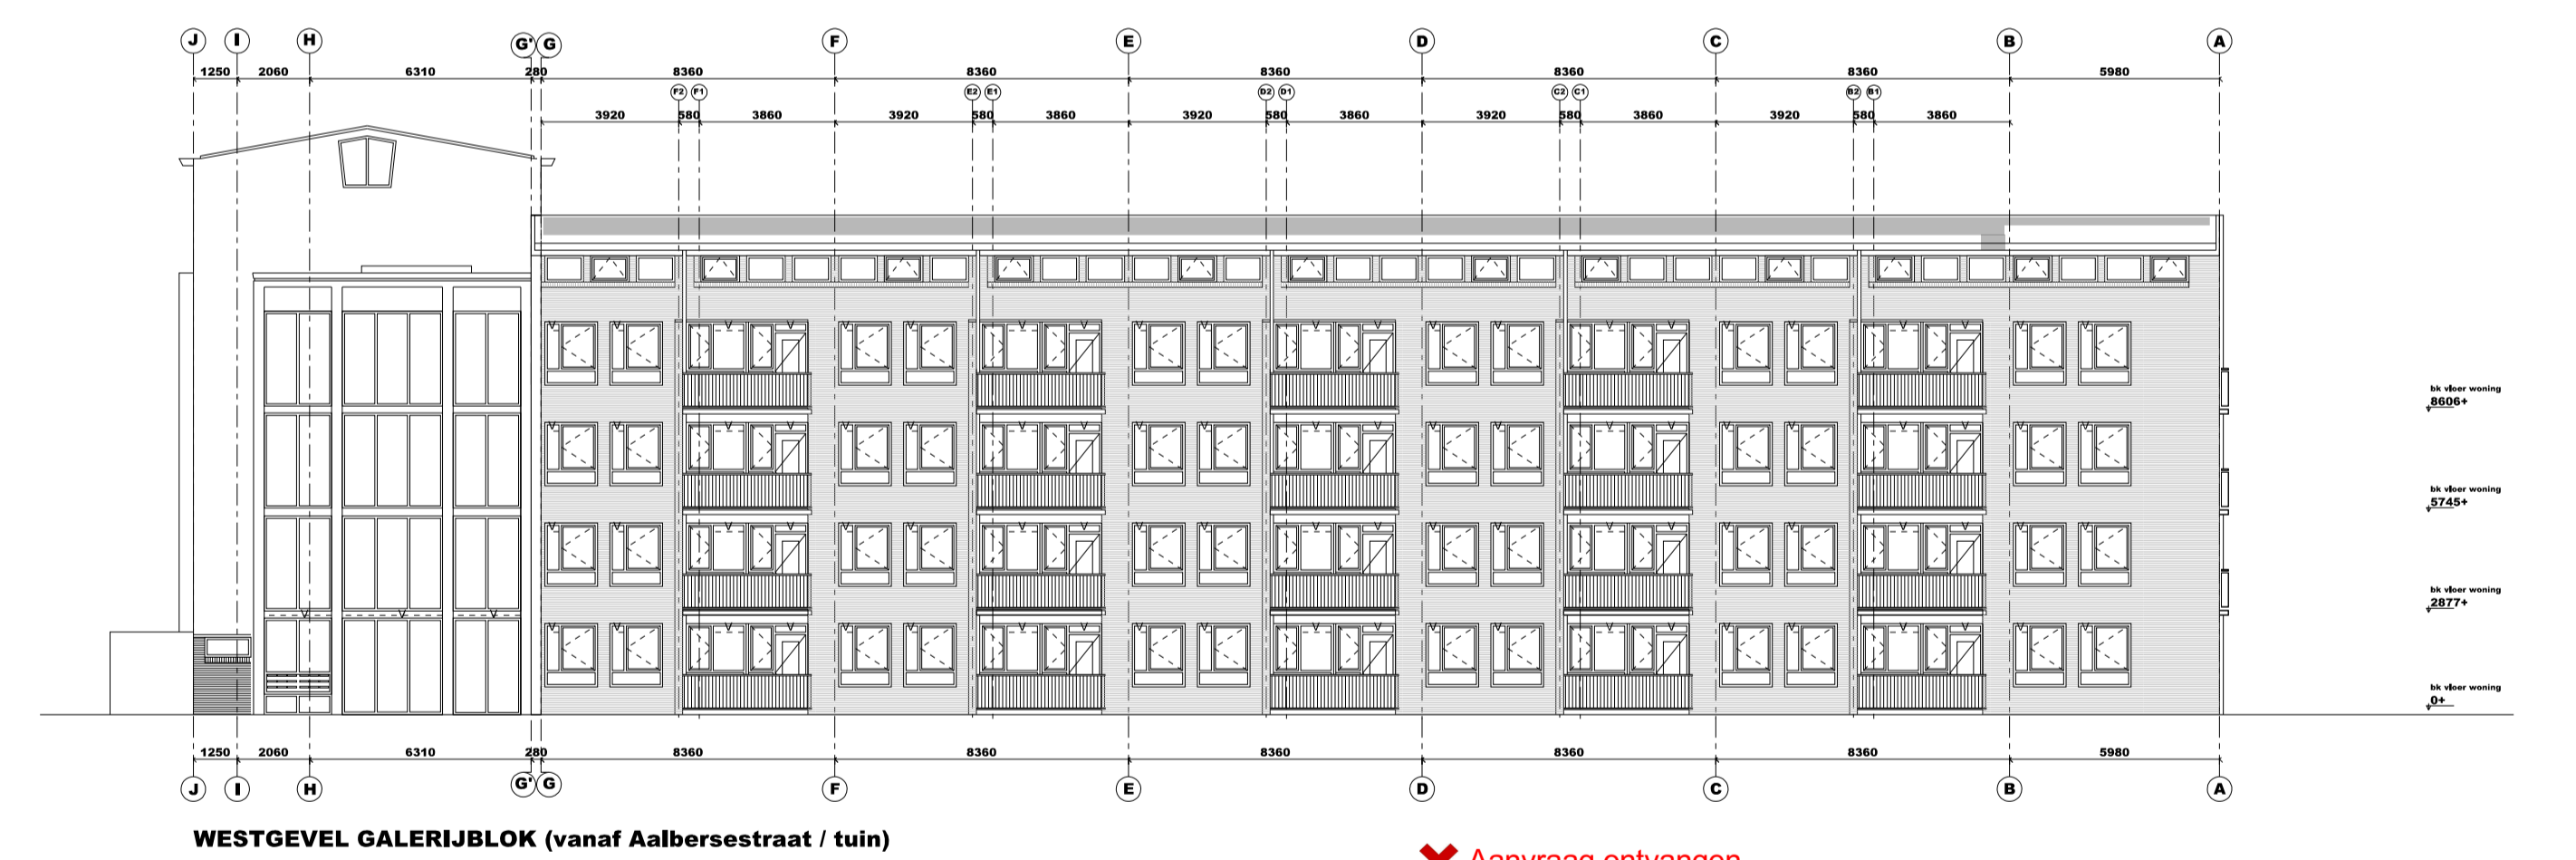 J I H G' G F E D C B A
1250 2060 6310 280 8360 8360 8360 8360 8360 5980
F2 F1 E2 E1 D2 D1 C2 C1 B2 B1
3920 580 3860 3920 580 3860 3920 580 3860 3920 580 3860 3920 580 3860
bk vloer woning
8606+
bk vloer woning
5745+
bk vloer woning
2877+
bk vloer woning
0+
1250 2060 6310 280 8360 8360 8360 8360 8360 5980
J I H G' G F E D C B A
WESTGEVEL GALERIJBLOK (vanaf Aalbersestraat / tuin)
Aanvraag ontvangen